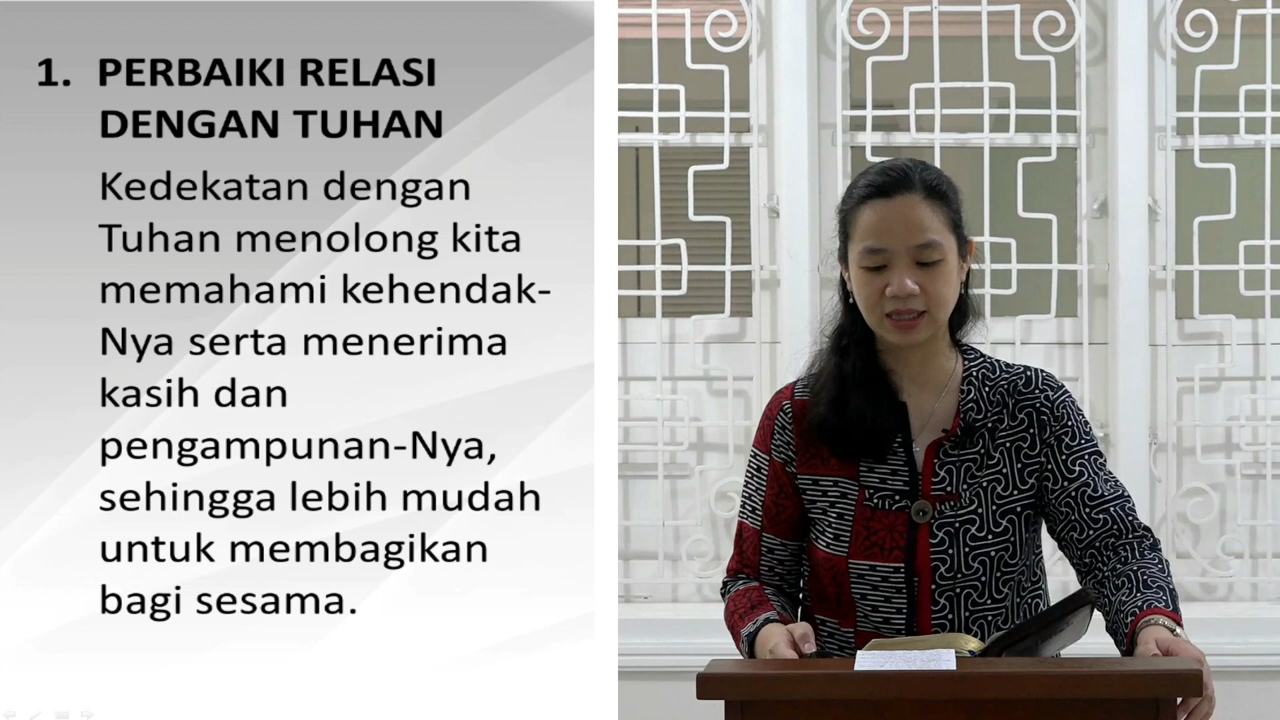 1. PERBAIKI RELASI
DENGAN TUHAN
Kedekatan dengan
Tuhan menolong kita
memahami kehendak-
Nya serta menerima
kasih dan
pengampunan-Nya,
sehingga lebih mudah
untuk membagikan
bagi sesama.